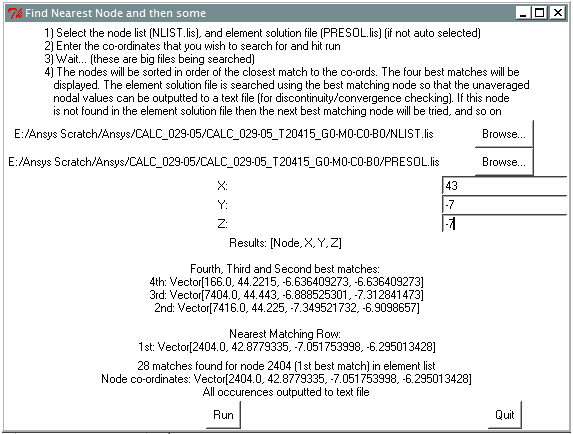 Find Nearest Node and then some
1) Select the node list (NLIST.lis), and element solution file (PRESOL.lis) (if not auto selected)
2) Enter the co-ordinates that you wish to search for and hit run
3) Wait... (these are big files being searched)
4) The nodes will be sorted in order of the closest match to the co-ords. The four best matches will be
displayed. The element solution file is searched using the best matching node so that the unaveraged
nodal values can be outputted to a text file (for discontinuity/convergence checking). If this node
is not found in the element solution file then the next best matching node will be tried, and so on
E:/Ansys Scratch/Ansys/CALC_029-05/CALC_029-05_T20415_G0-M0-C0-B0/NLIST.lis Browse...
E:/Ansys Scratch/Ansys/CALC_029-05/CALC_029-05_T20415_G0-M0-C0-B0/PRESOL.lis Browse...
X: 43
Y: -7
Z: -7
Results: [Node, X, Y, Z]
Fourth, Third and Second best matches:
4th: Vector[166.0, 44.2215, -6.636409273, -6.636409273]
3rd: Vector[7404.0, 44.443, -6.888525301, -7.312841473]
2nd: Vector[7416.0, 44.225, -7.349521732, -6.9098657]
Nearest Matching Row:
1st: Vector[2404.0, 42.8779335, -7.051753998, -6.295013428]
28 matches found for node 2404 (1st best match) in element list
Node co-ordinates: Vector[2404.0, 42.8779335, -7.051753998, -6.295013428]
All occurences outputted to text file
Run Quit